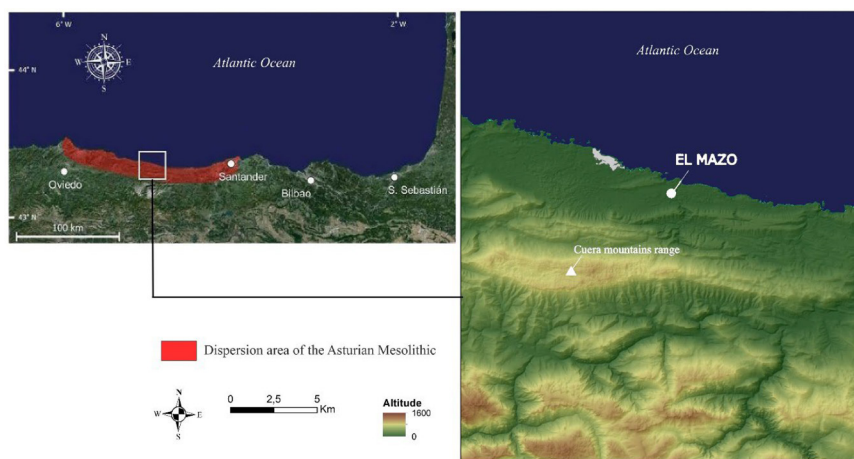 6° W
2° W
N
W E
S
44° N
Atlantic Ocean
Oviedo
Santander
Bilbao
S. Sebastián
43° N
100 km
Atlantic Ocean
EL MAZO
Cuera mountains range
Dispersion area of the Asturian Mesolithic
N
W E
S
0 2,5 5
Km
Altitude
1600
0